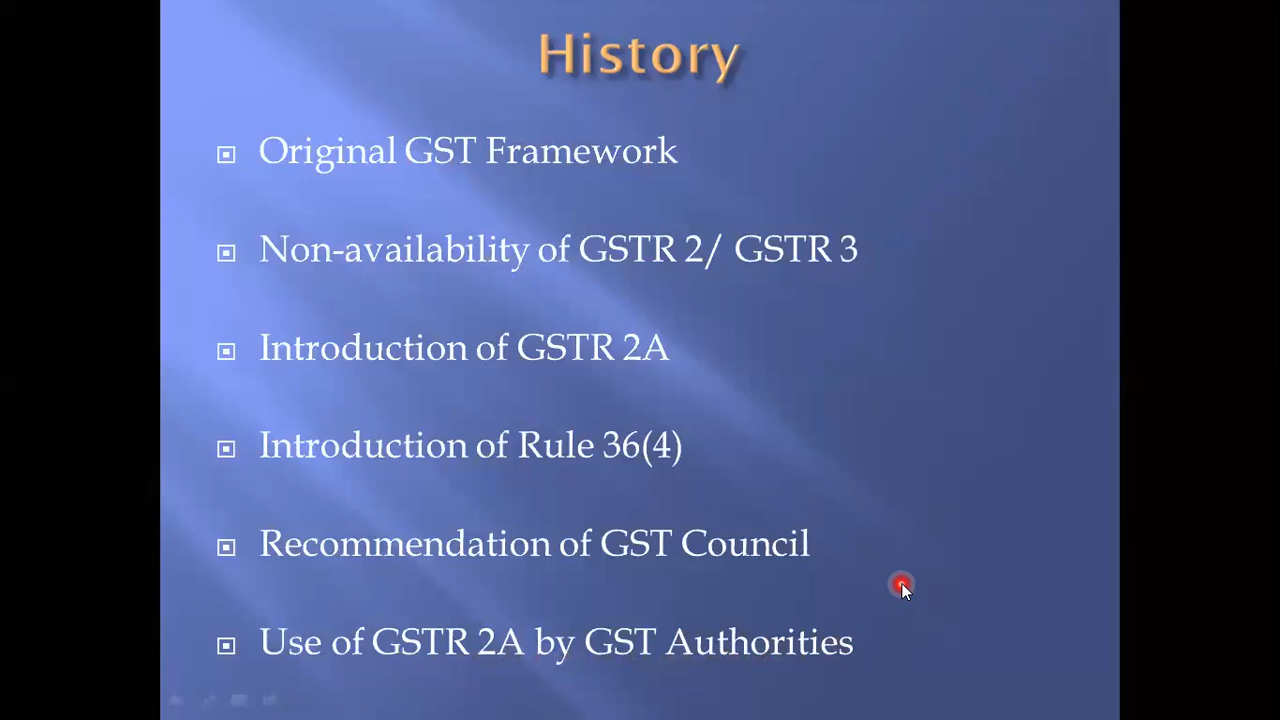 History
Original GST Framework
Non-availability of GSTR 2/ GSTR 3
Introduction of GSTR 2A
Introduction of Rule 36(4)
Recommendation of GST Council
Use of GSTR 2A by GST Authorities